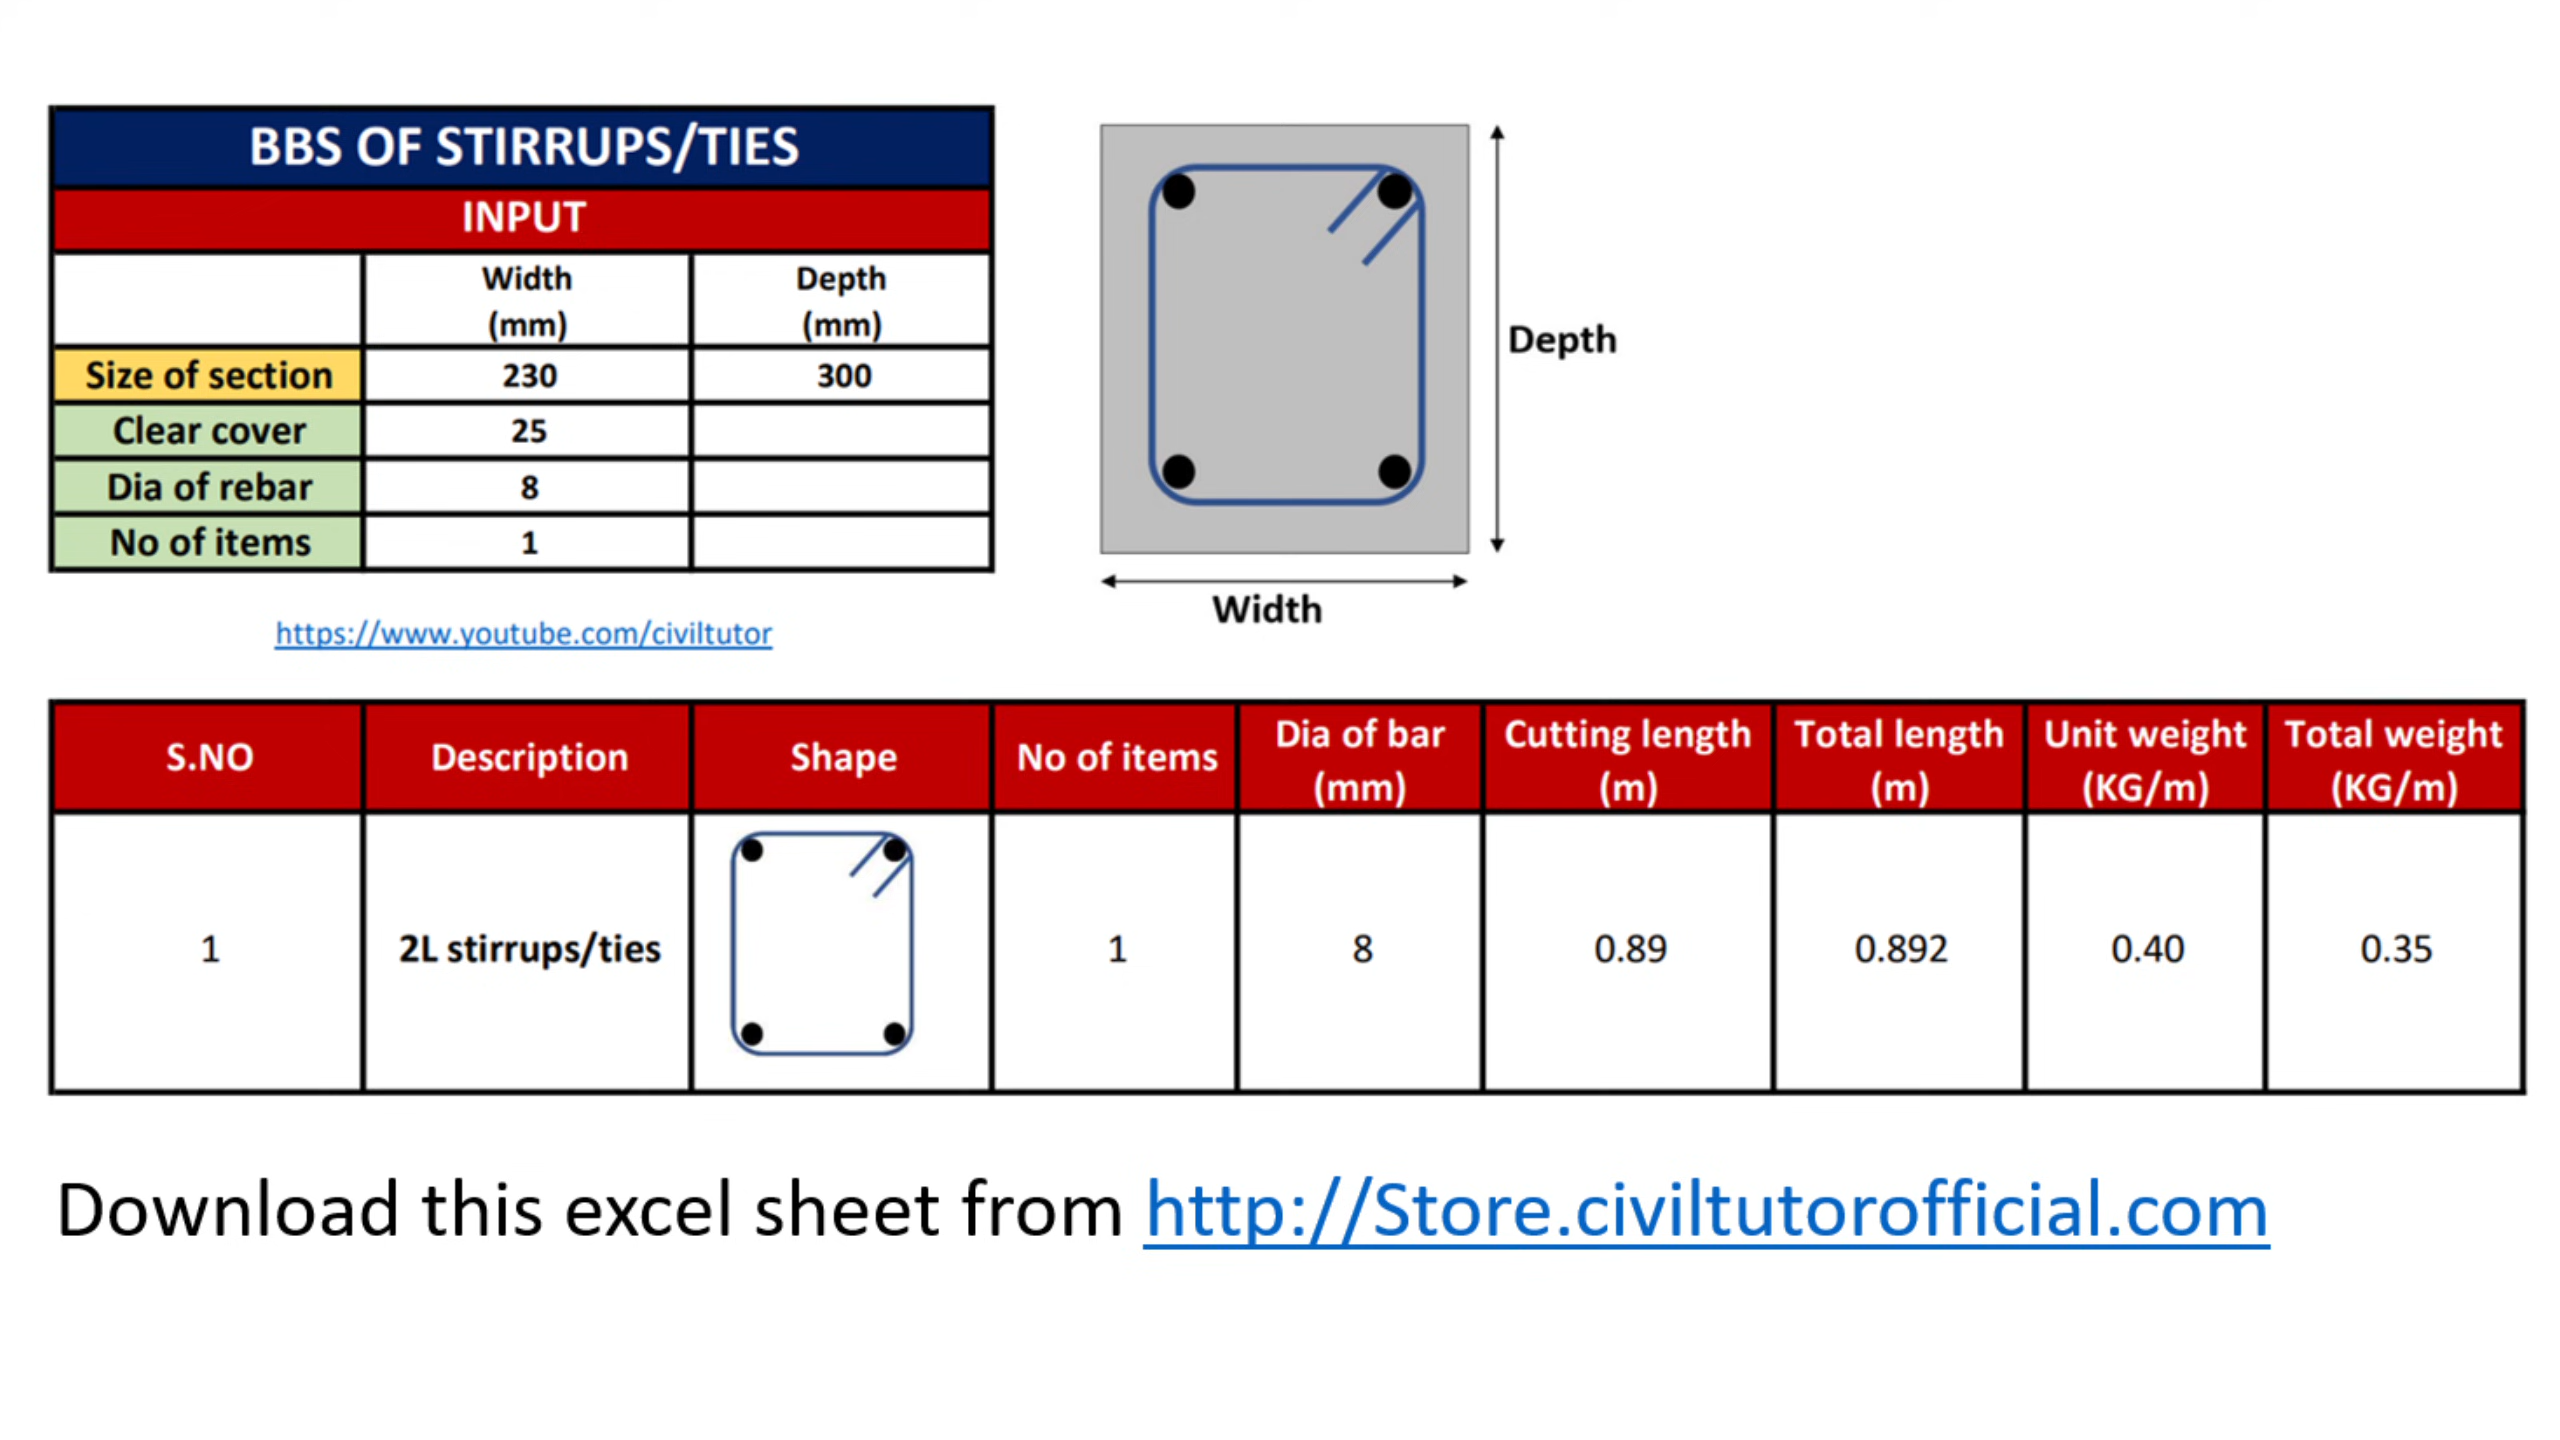 BBS OF STIRRUPS/TIES
INPUT
Width
(mm)
Depth
(mm)
Size of section 230 300
Clear cover 25
Dia of rebar 8
No of items 1
Depth
Width
https://www.youtube.com/civiltutor
S.NO Description Shape No of items Dia of bar (mm) Cutting length (m) Total length (m) Unit weight (KG/m) Total weight (KG/m)
1 2L stirrups/ties 1 8 0.89 0.892 0.40 0.35
Download this excel sheet from http://Store.civiltutorofficial.com